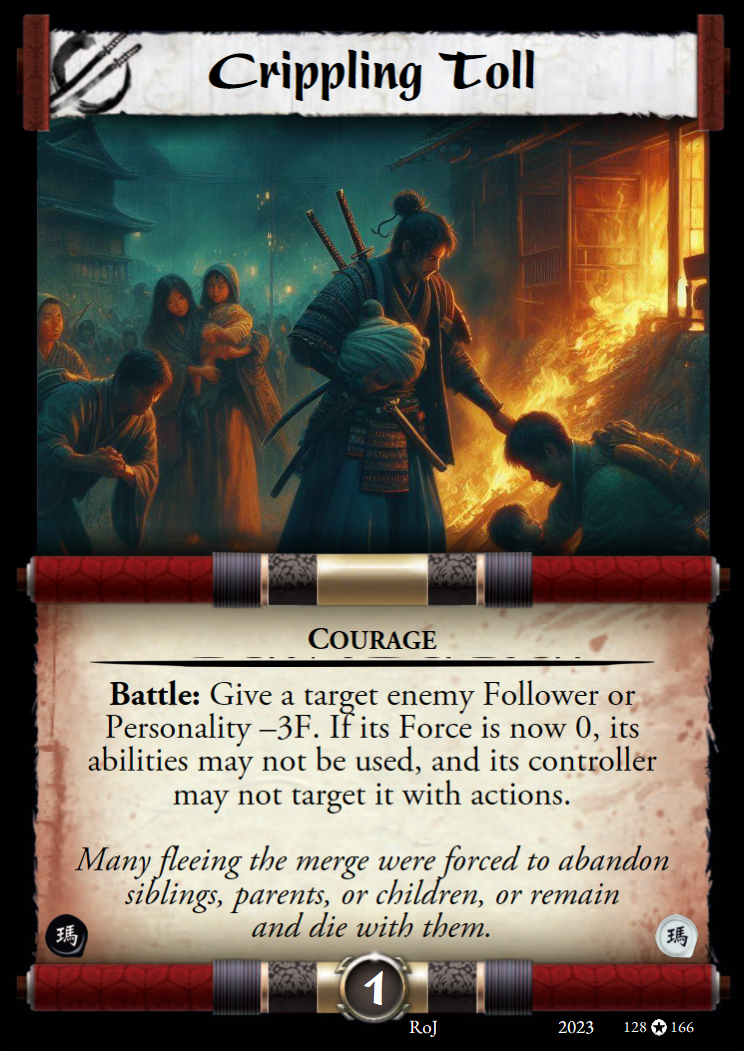 Crippling Toll
COURAGE
Battle: Give a target enemy Follower or
Personality –3F. If its Force is now 0, its
abilities may not be used, and its controller
may not target it with actions.
Many fleeing the merge were forced to abandon
siblings, parents, or children, or remain
and die with them.
瑪
瑪
1
RoJ 2023 128 ✪ 166